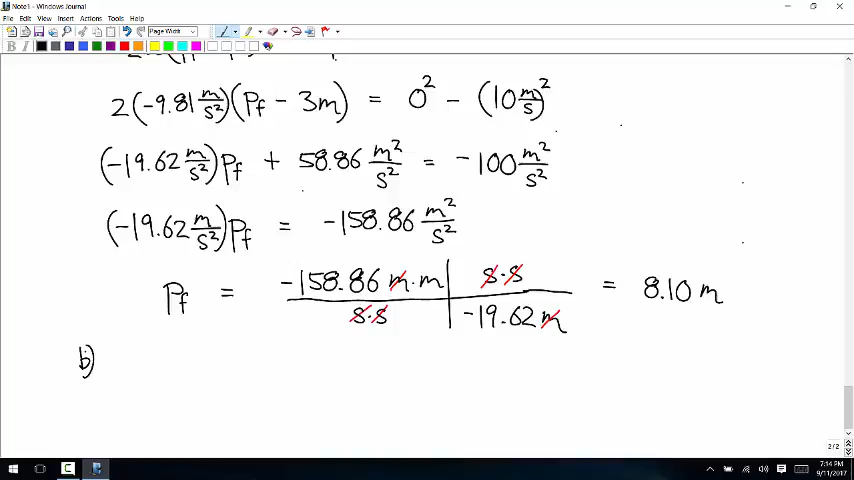 Note1 - Windows Journal
File Edit View Insert Actions Tools Help
Page Width
B I
2(-9.81 m/s²)(Pf - 3m) = 0² - (10 m/s)²
(-19.62 m/s²)Pf + 58.86 m²/s² = -100 m²/s²
(-19.62 m/s²)Pf = -158.86 m²/s²
Pf = -158.86 m·m / s·s | s·s / -19.62 m = 8.10 m
b)
2/2
7:14 PM
9/11/2017